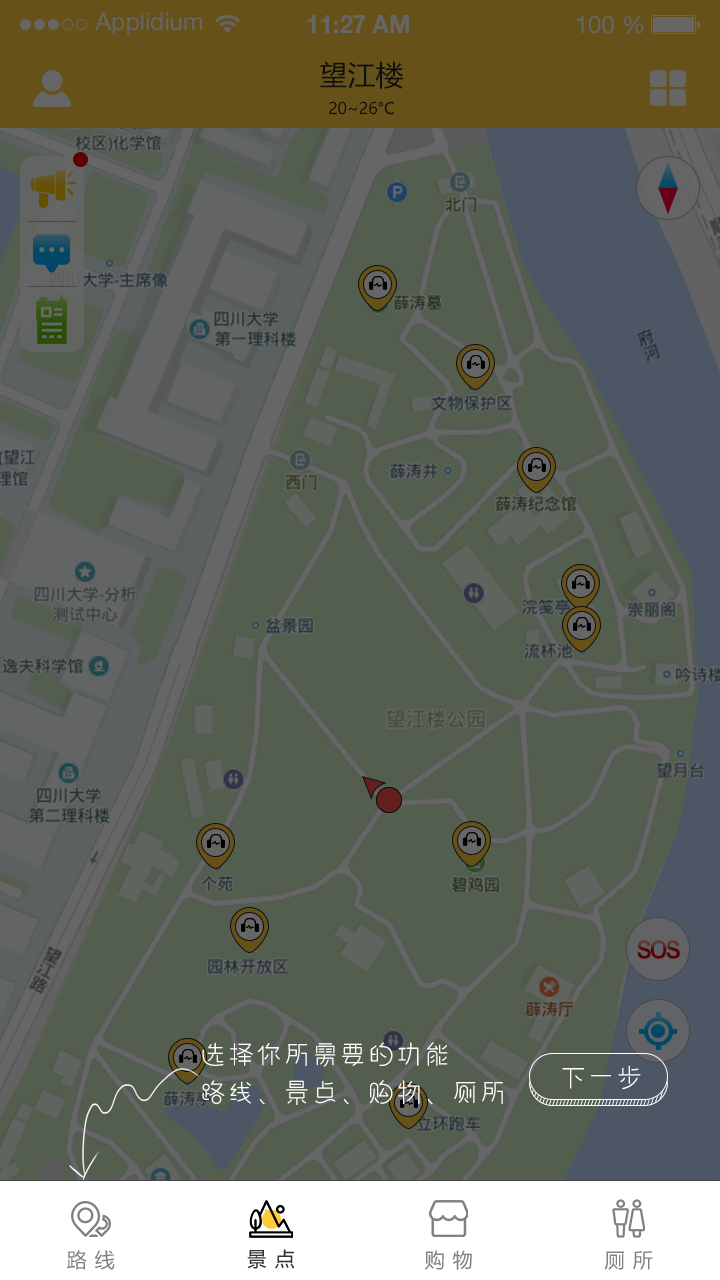 Applidium 11:27 AM 100 %
望江楼
20~26°C
校区)化学馆
P
北门
四川大学-主席像
薛涛墓
四川大学
第一理科楼
府河
文物保护区
(望江
理馆
薛涛井
西门
薛涛纪念馆
四川大学-分析
测试中心
浣笺亭
崇丽阁
盆景园
流杯池
逸夫科学馆
吟诗楼
望江楼公园
望月台
四川大学
第二理科楼
个苑
碧鸡园
望江路
园林开放区
SOS
薛涛厅
选择你所需要的功能
路线、景点、购物、厕所
下一步
薛涛亭
立环跑车
路线
景点
购物
厕所